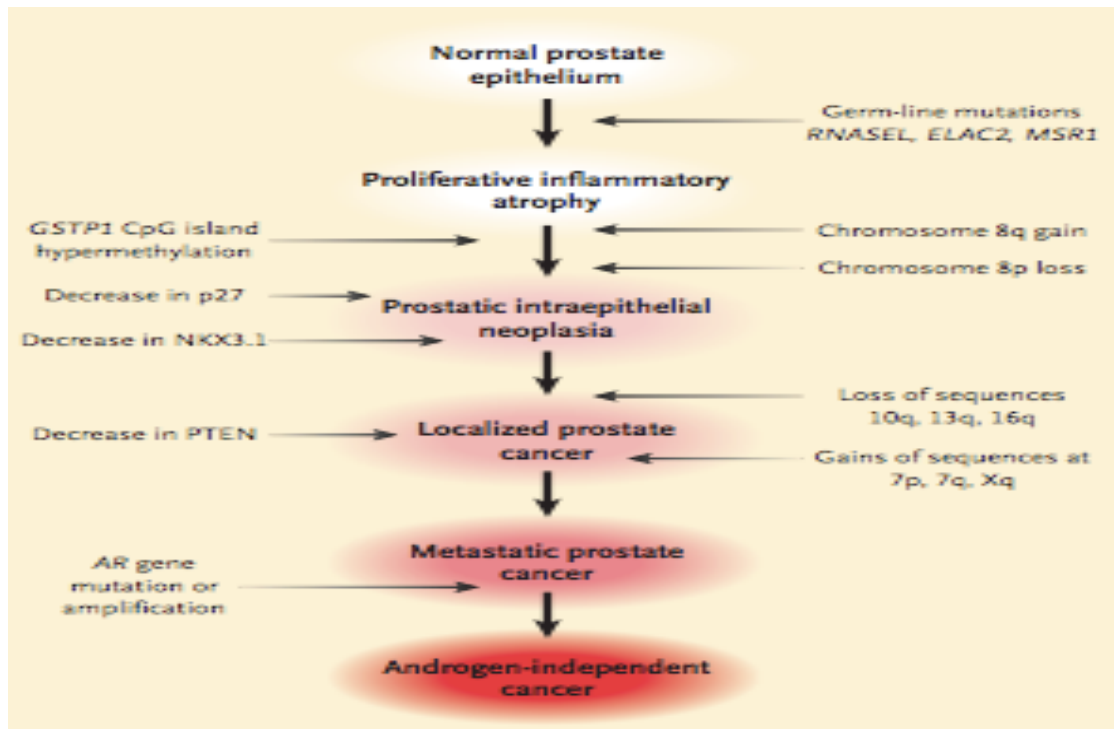 Normal prostate
epithelium
Germ-line mutations
RNASEL, ELAC2, MSR1
Proliferative inflammatory
atrophy
GSTP1 CpG island
hypermethylation
Chromosome 8q gain
Chromosome 8p loss
Decrease in p27
Prostatic intraepithelial
neoplasia
Decrease in NKX3.1
Loss of sequences
10q, 13q, 16q
Decrease in PTEN
Localized prostate
cancer
Gains of sequences at
7p, 7q, Xq
Metastatic prostate
cancer
AR gene
mutation or
amplification
Androgen-independent
cancer